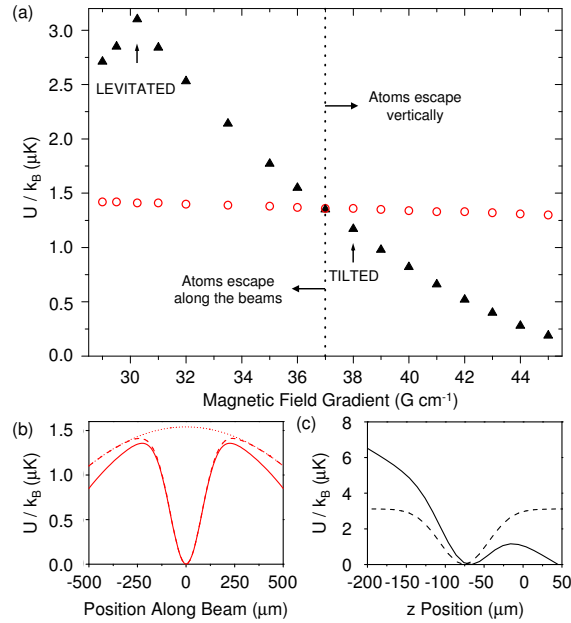 (a)
3.0
2.5
2.0
1.5
1.0
0.5
0.0
U / kB (μK)
LEVITATED
Atoms escape
vertically
Atoms escape
along the beams
TILTED
30 32 34 36 38 40 42 44
Magnetic Field Gradient (G cm-1)
(b)
1.5
1.0
0.5
0.0
U / kB (μK)
-500 -250 0 250 500
Position Along Beam (μm)
(c)
8
6
4
2
0
U / kB (μK)
-200 -150 -100 -50 0 50
z Position (μm)